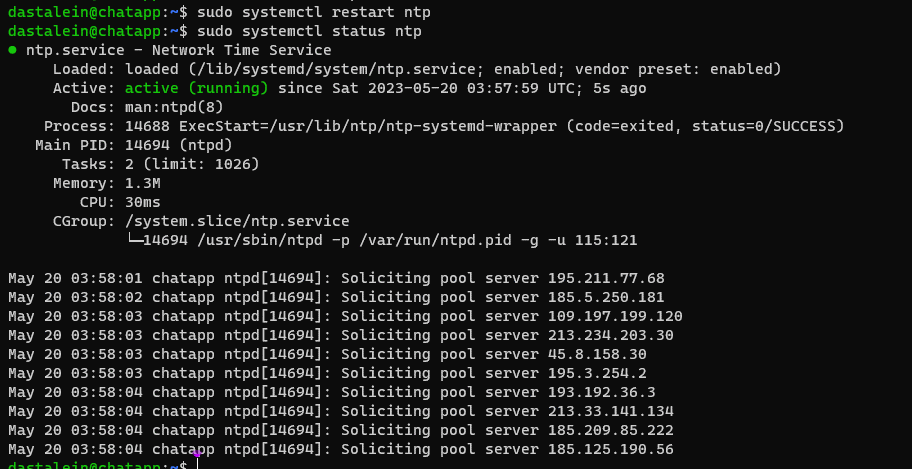 dastalein@chatapp:~$ sudo systemctl restart ntp
dastalein@chatapp:~$ sudo systemctl status ntp
● ntp.service - Network Time Service
     Loaded: loaded (/lib/systemd/system/ntp.service; enabled; vendor preset: enabled)
     Active: active (running) since Sat 2023-05-20 03:57:59 UTC; 5s ago
       Docs: man:ntpd(8)
    Process: 14688 ExecStart=/usr/lib/ntp/ntp-systemd-wrapper (code=exited, status=0/SUCCESS)
   Main PID: 14694 (ntpd)
      Tasks: 2 (limit: 1026)
     Memory: 1.3M
        CPU: 30ms
     CGroup: /system.slice/ntp.service
             └─14694 /usr/sbin/ntpd -p /var/run/ntpd.pid -g -u 115:121

May 20 03:58:01 chatapp ntpd[14694]: Soliciting pool server 195.211.77.68
May 20 03:58:02 chatapp ntpd[14694]: Soliciting pool server 185.5.250.181
May 20 03:58:03 chatapp ntpd[14694]: Soliciting pool server 109.197.199.120
May 20 03:58:03 chatapp ntpd[14694]: Soliciting pool server 213.234.203.30
May 20 03:58:03 chatapp ntpd[14694]: Soliciting pool server 45.8.158.30
May 20 03:58:03 chatapp ntpd[14694]: Soliciting pool server 195.3.254.2
May 20 03:58:04 chatapp ntpd[14694]: Soliciting pool server 193.192.36.3
May 20 03:58:04 chatapp ntpd[14694]: Soliciting pool server 213.33.141.134
May 20 03:58:04 chatapp ntpd[14694]: Soliciting pool server 185.209.85.222
May 20 03:58:04 chatapp ntpd[14694]: Soliciting pool server 185.125.190.56
dastalein@chatapp:~$